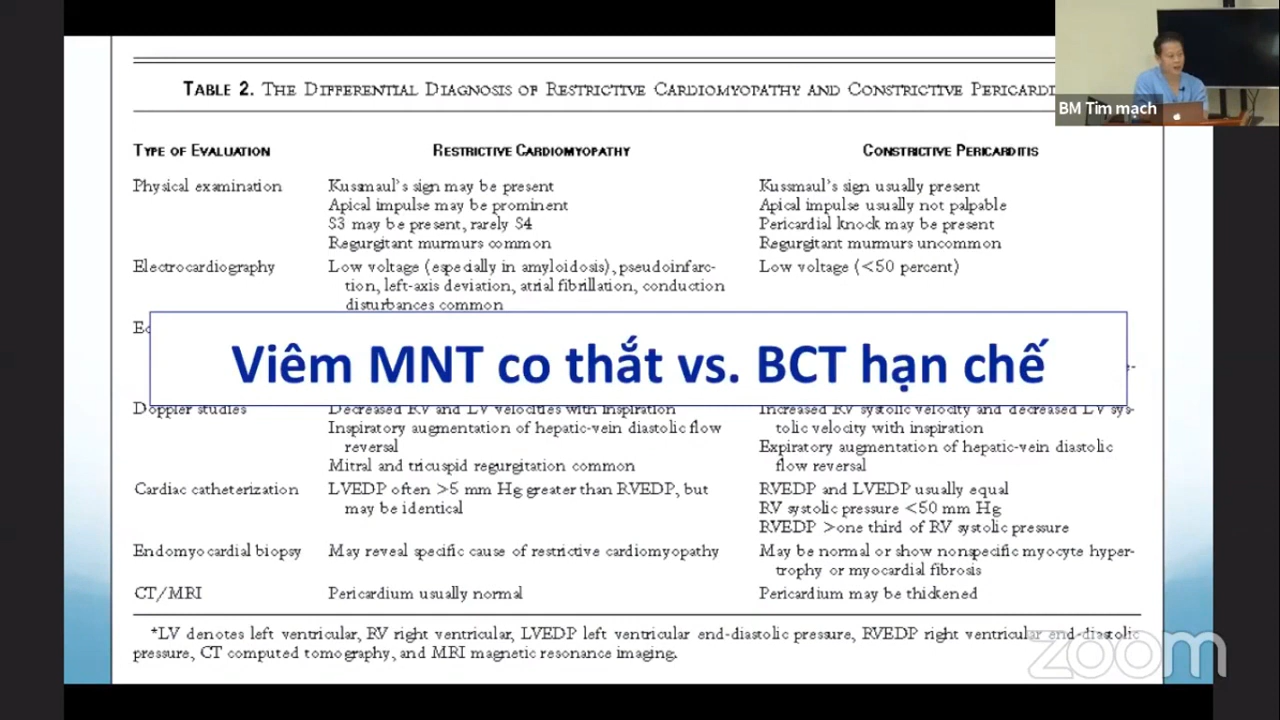 TABLE 2. THE DIFFERENTIAL DIAGNOSIS OF RESTRICTIVE CARDIOMYOPATHY AND CONSTRICTIVE
BM Tim mach
TYPE OF EVALUATION RESTRICTIVE CARDIOMYOPATHY CONSTRICTIVE PERICARDITIS
Physical examination Kussmaul's sign may be present Kussmaul's sign usually present
Apical impulse may be prominent Apical impulse usually not palpable
S3 may be present, rarely S4 Pericardial knock may be present
Regurgitant murmurs common Regurgitant murmurs uncommon
Electrocardiography Low voltage (especially in amyloidosis), pseudoinfarc- Low voltage (<50 percent)
tion, left-axis deviation, atrial fibrillation, conduction
disturbances common
Viêm MNT co thắt vs. BCT hạn chế
Doppler studies Decreased RV and LV velocities with inspiration Increased RV systolic velocity and decreased LV sys-
Inspiratory augmentation of hepatic-vein diastolic flow tolic velocity with inspiration
reversal Expiratory augmentation of hepatic-vein diastolic
Mitral and tricuspid regurgitation common flow reversal
Cardiac catheterization LVEDP often >5 mm Hg greater than RVEDP, but RVEDP and LVEDP usually equal
may be identical RV systolic pressure <50 mm Hg
RVEDP >one third of RV systolic pressure
Endomyocardial biopsy May reveal specific cause of restrictive cardiomyopathy May be normal or show nonspecific myocyte hyper-
trophy or myocardial fibrosis
CT/MRI Pericardium usually normal Pericardium may be thickened
*LV denotes left ventricular, RV right ventricular, LVEDP left ventricular end-diastolic pressure, RVEDP right ventricular end-diastolic
pressure, CT computed tomography, and MRI magnetic resonance imaging.
zoom